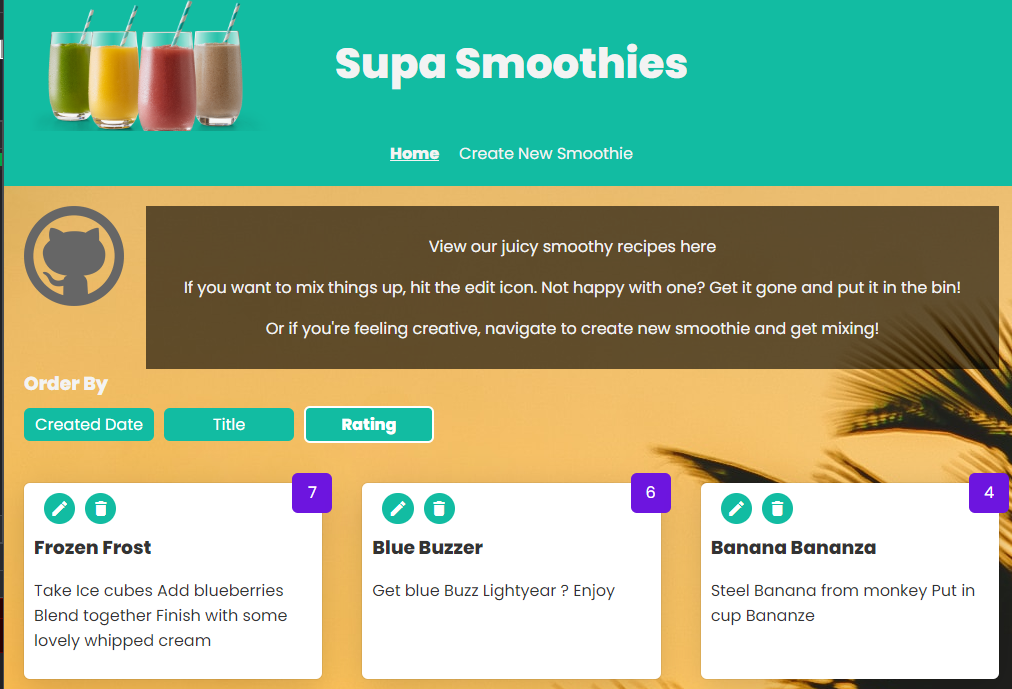 Supa Smoothies
Home Create New Smoothie
View our juicy smoothy recipes here
If you want to mix things up, hit the edit icon. Not happy with one? Get it gone and put it in the bin!
Or if you're feeling creative, navigate to create new smoothie and get mixing!
Order By
Created Date Title Rating
7
Frozen Frost
Take Ice cubes Add blueberries
Blend together Finish with some
lovely whipped cream
6
Blue Buzzer
Get blue Buzz Lightyear ? Enjoy
4
Banana Bananza
Steel Banana from monkey Put in
cup Bananze